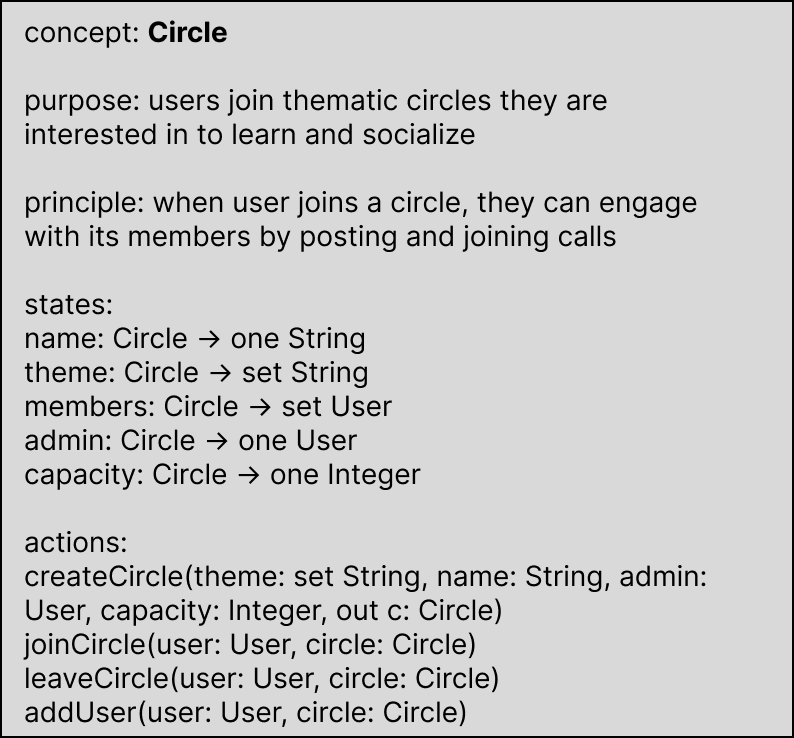 concept: Circle
purpose: users join thematic circles they are
interested in to learn and socialize
principle: when user joins a circle, they can engage
with its members by posting and joining calls
states:
name: Circle → one String
theme: Circle → set String
members: Circle → set User
admin: Circle → one User
capacity: Circle → one Integer
actions:
createCircle(theme: set String, name: String, admin:
User, capacity: Integer, out c: Circle)
joinCircle(user: User, circle: Circle)
leaveCircle(user: User, circle: Circle)
addUser(user: User, circle: Circle)